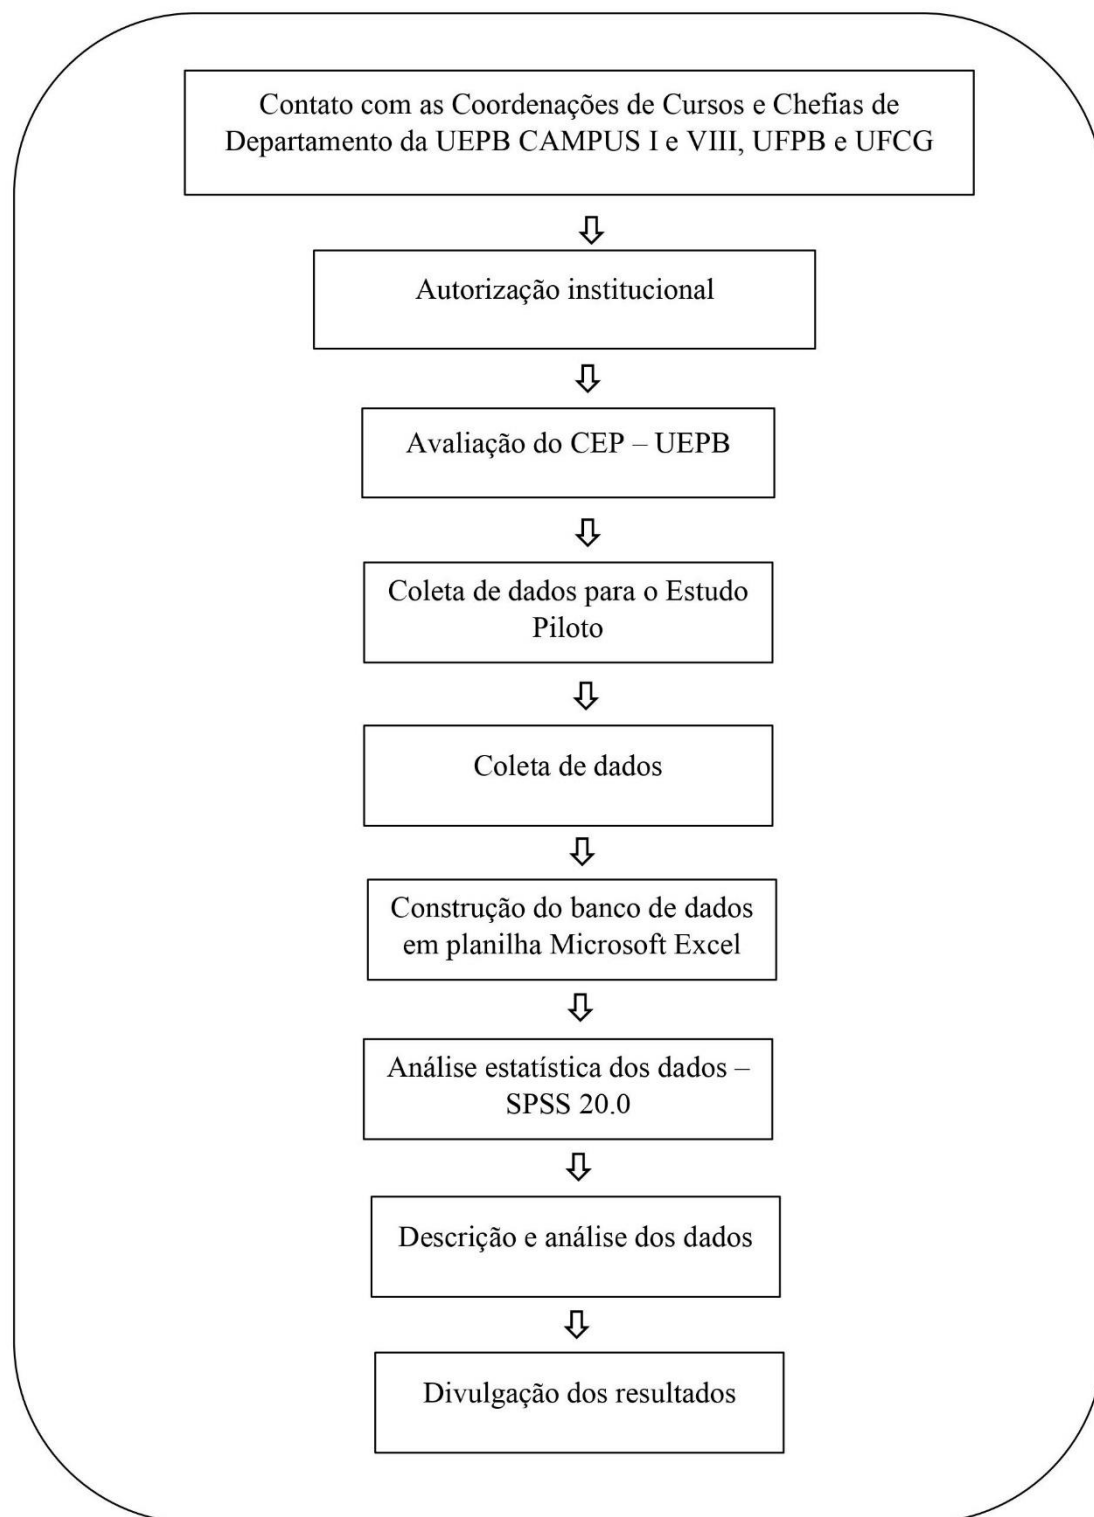 Contato com as Coordenações de Cursos e Chefias de
Departamento da UEPB CAMPUS I e VIII, UFPB e UFCG
Autorização institucional
Avaliação do CEP – UEPB
Coleta de dados para o Estudo
Piloto
Coleta de dados
Construção do banco de dados
em planilha Microsoft Excel
Análise estatística dos dados –
SPSS 20.0
Descrição e análise dos dados
Divulgação dos resultados